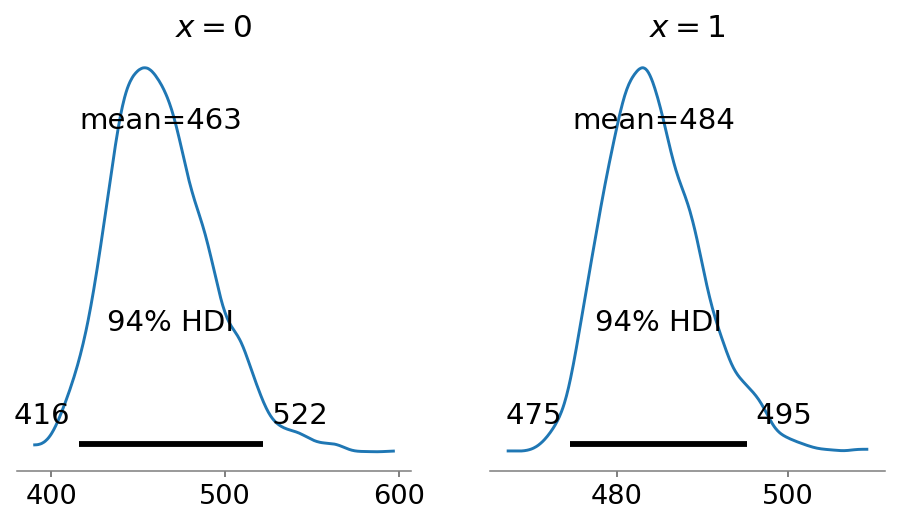 x = 0
mean=463
94% HDI
416
522
400
500
600
x = 1
mean=484
94% HDI
475
495
480
500